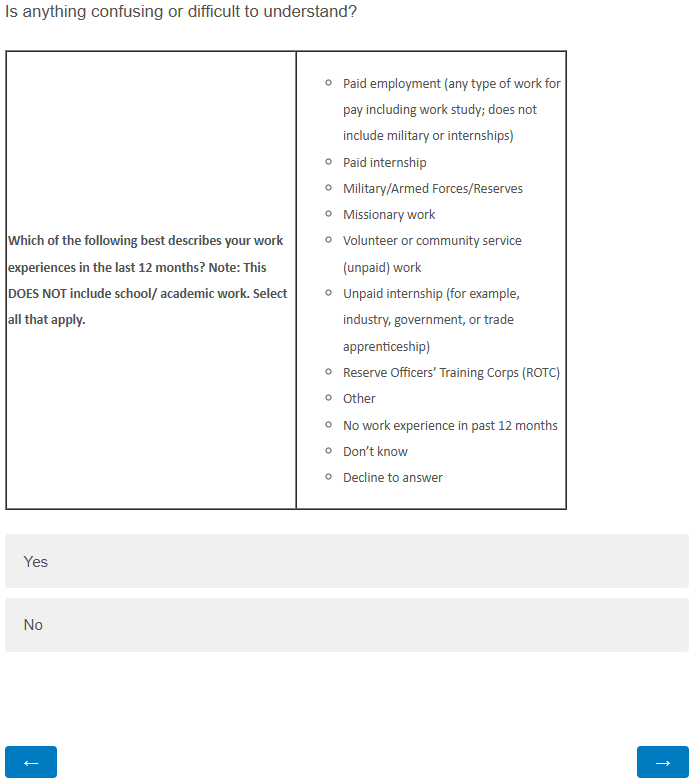 Is anything confusing or difficult to understand?
Which of the following best describes your work
experiences in the last 12 months? Note: This
DOES NOT include school/ academic work. Select
all that apply.
Paid employment (any type of work for
pay including work study; does not
include military or internships)
Paid internship
Military/Armed Forces/Reserves
Missionary work
Volunteer or community service
(unpaid) work
Unpaid internship (for example,
industry, government, or trade
apprenticeship)
Reserve Officers’ Training Corps (ROTC)
Other
No work experience in past 12 months
Don’t know
Decline to answer
Yes
No
← →